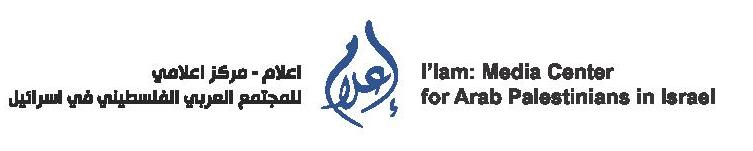 اعلام - مركز اعلامي
للمجتمع العربي الفلسطيني في اسرائيل
إعلام
I'lam: Media Center
for Arab Palestinians in Israel